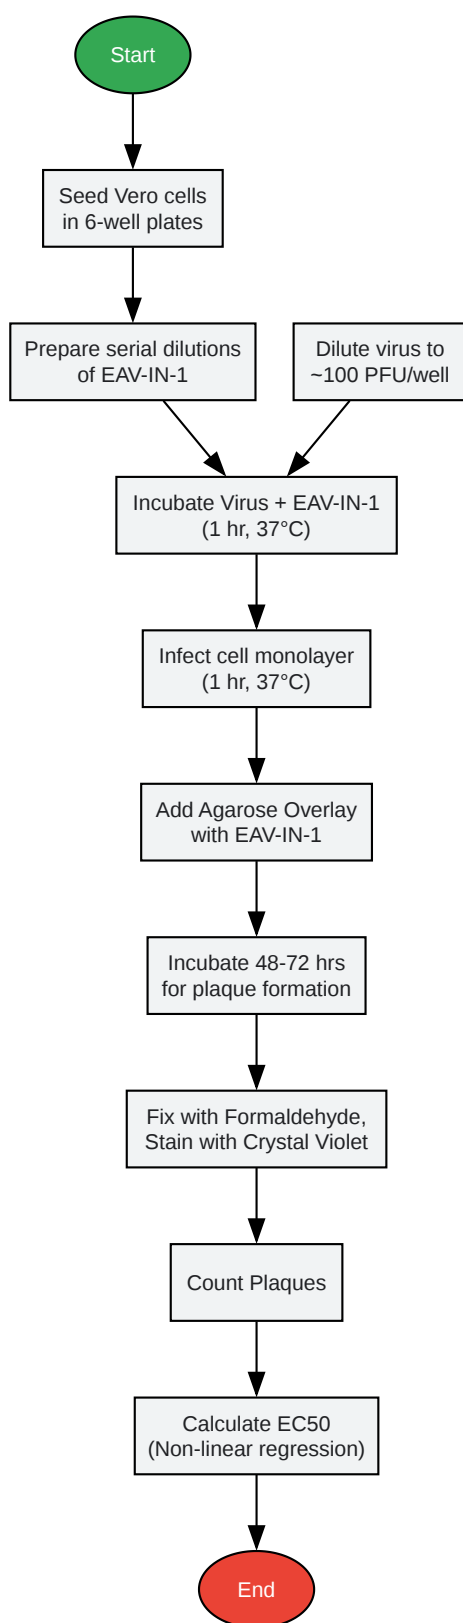 Start
Seed Vero cells
in 6-well plates
Prepare serial dilutions
of EAV-IN-1
Dilute virus to
~100 PFU/well
Incubate Virus + EAV-IN-1
(1 hr, 37°C)
Infect cell monolayer
(1 hr, 37°C)
Add Agarose Overlay
with EAV-IN-1
Incubate 48-72 hrs
for plaque formation
Fix with Formaldehyde,
Stain with Crystal Violet
Count Plaques
Calculate EC50
(Non-linear regression)
End